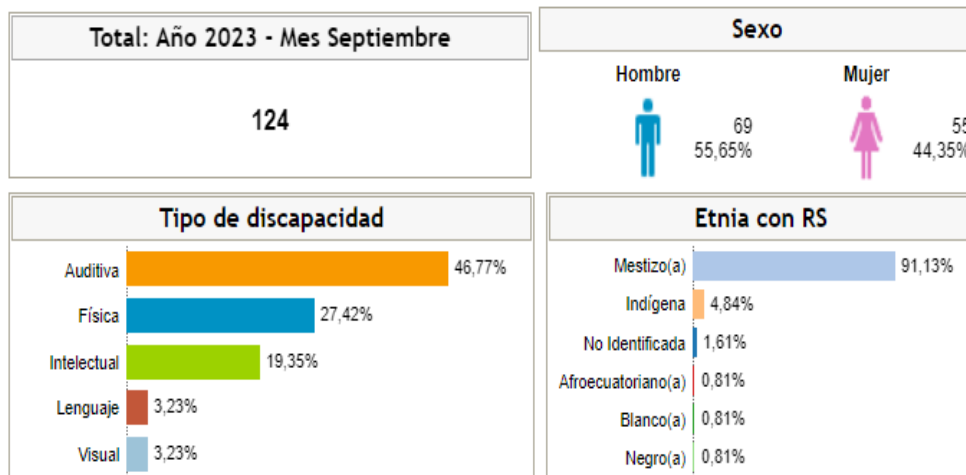 Total: Año 2023 - Mes Septiembre
124
Sexo
Hombre
69
55,65%
Mujer
55
44,35%
Tipo de discapacidad
Auditiva 46,77%
Física 27,42%
Intelectual 19,35%
Lenguaje 3,23%
Visual 3,23%
Etnia con RS
Mestizo(a) 91,13%
Indígena 4,84%
No Identificada 1,61%
Afroecuatoriano(a) 0,81%
Blanco(a) 0,81%
Negro(a) 0,81%